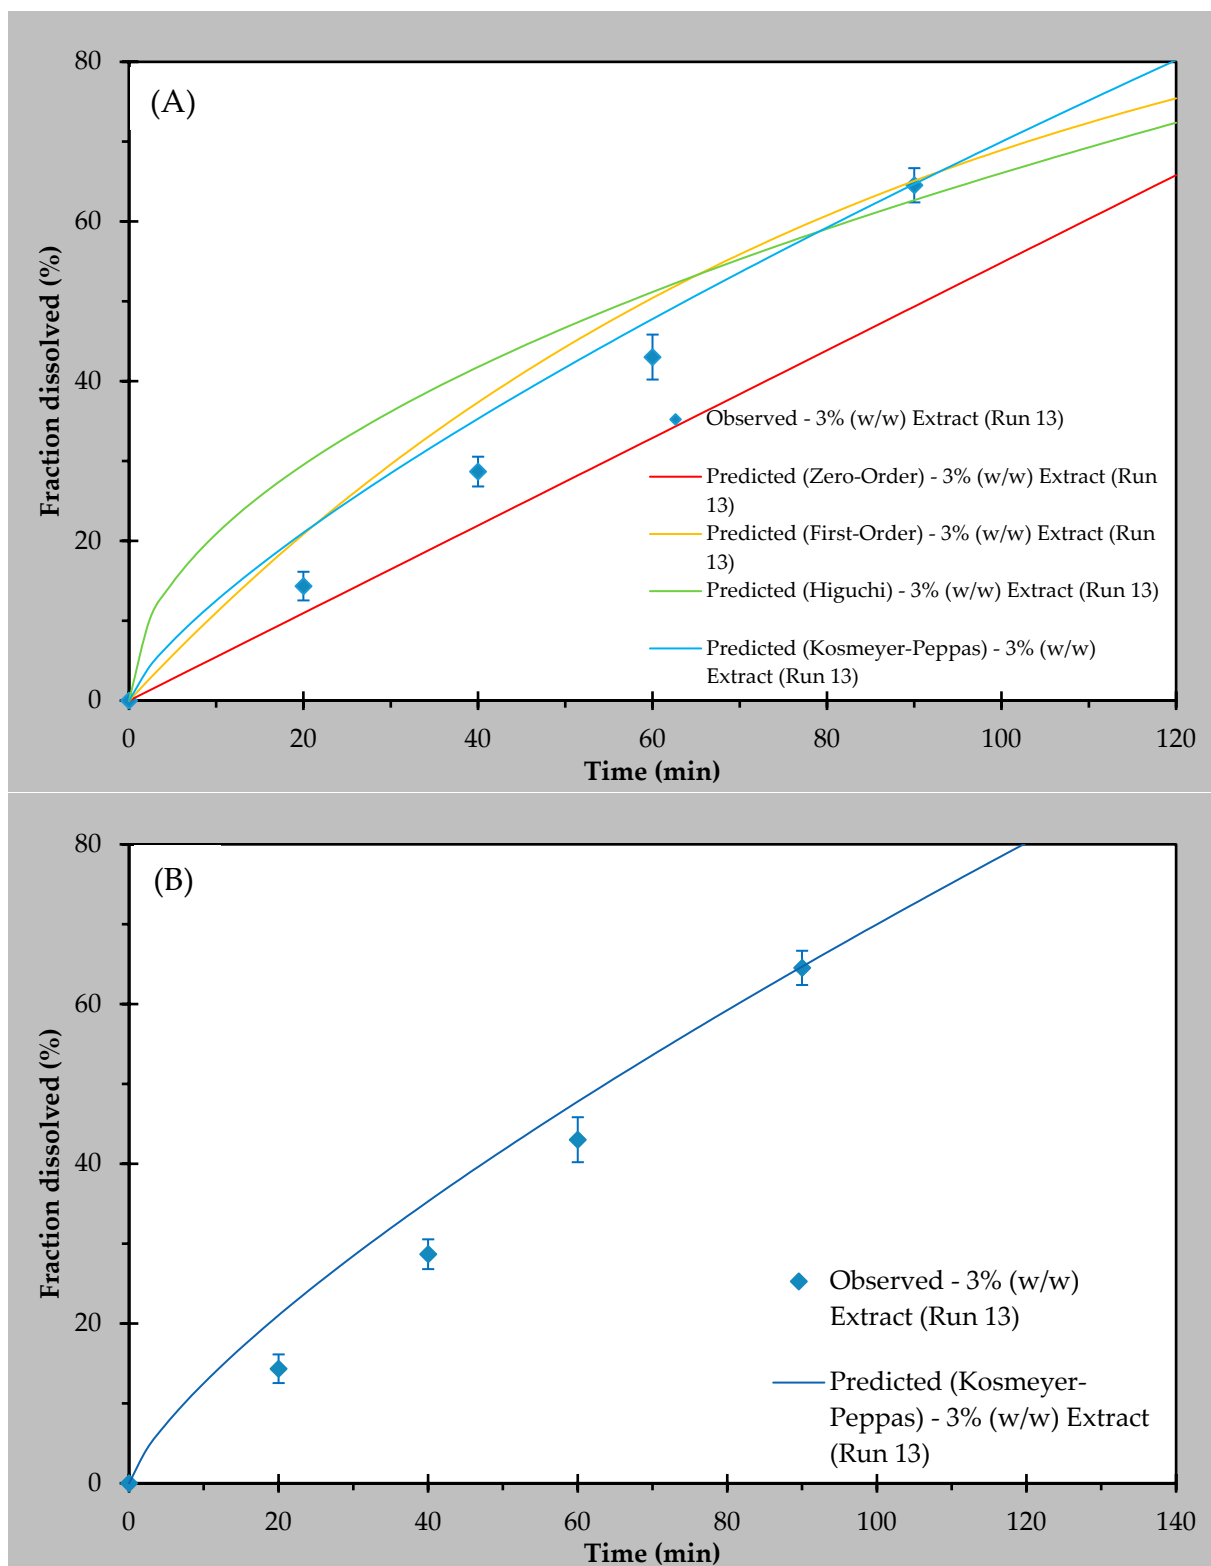 80
(A)
60
40
20
0
Fraction dissolved (%)
Observed - 3% (w/w) Extract (Run 13)
Predicted (Zero-Order) - 3% (w/w) Extract (Run
13)
Predicted (First-Order) - 3% (w/w) Extract (Run
13)
Predicted (Higuchi) - 3% (w/w) Extract (Run 13)
Predicted (Kosmeyer-Peppas) - 3% (w/w)
Extract (Run 13)
0 20 40 60 80 100 120
Time (min)
80
(B)
60
40
20
0
Fraction dissolved (%)
Observed - 3% (w/w)
Extract (Run 13)
Predicted (Kosmeyer-
Peppas) - 3% (w/w) Extract
(Run 13)
0 20 40 60 80 100 120 140
Time (min)